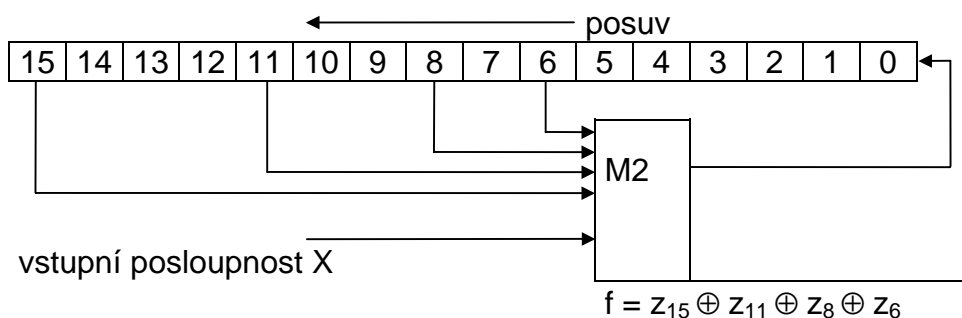 posuv
15 14 13 12 11 10 9 8 7 6 5 4 3 2 1 0
M2
vstupní posloupnost X
f = z₁₅ ⊕ z₁₁ ⊕ z₈ ⊕ z₆